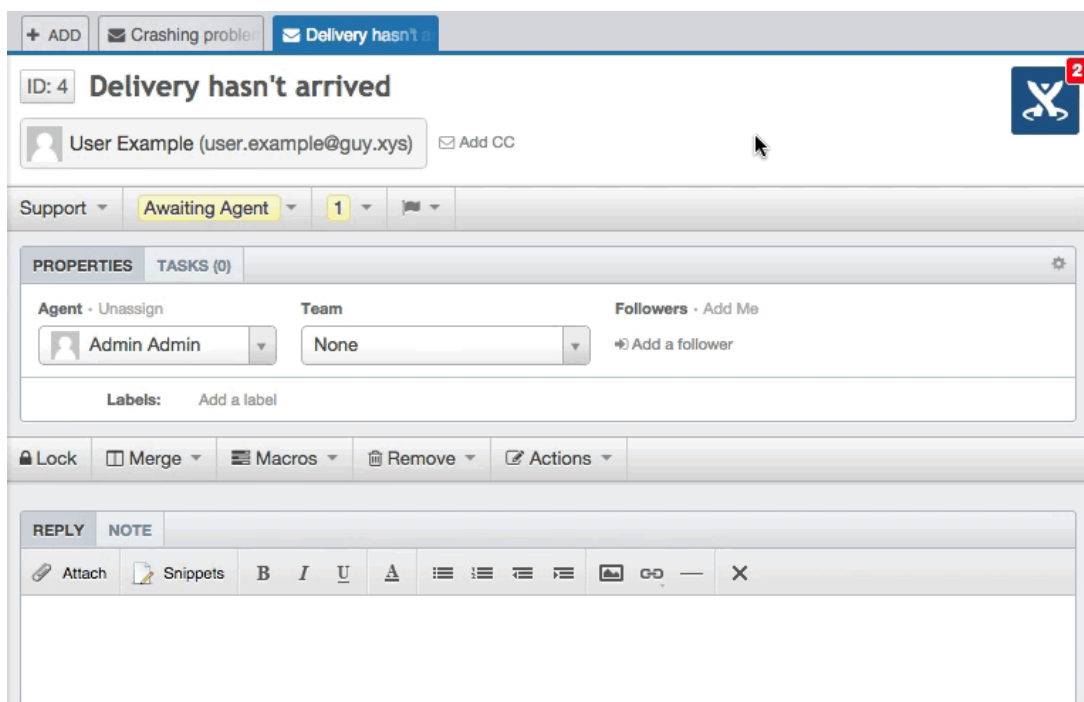 + ADD Crashing problem Delivery hasn't a
ID: 4 Delivery hasn't arrived 2
User Example (user.example@guy.xys) Add CC
Support Awaiting Agent 1
PROPERTIES TASKS (0)
Agent · Unassign Team Followers · Add Me
Admin Admin None Add a follower
Labels: Add a label
Lock Merge Macros Remove Actions
REPLY NOTE
Attach Snippets B I U A